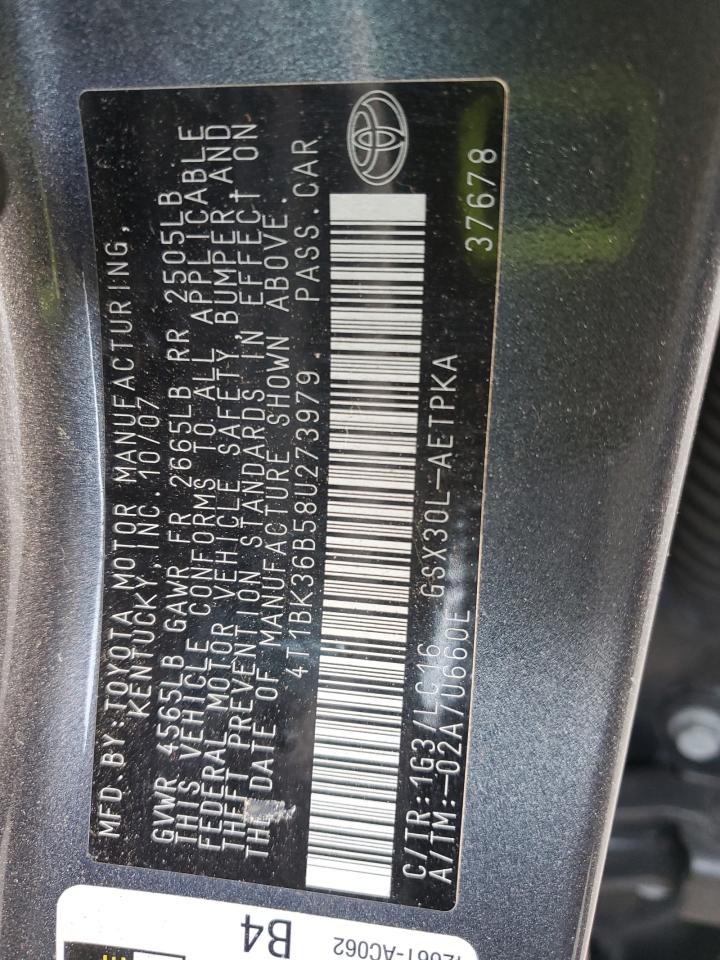 MFD.BY:TOYOTA MOTOR MANUFACTURING,
KENTUCKY, INC. 10/07
GVWR 4565LB GAWR FR 2665LB RR 2505LB
THIS VEHICLE CONFORMS TO ALL APPLICABLE
FEDERAL MOTOR VEHICLE SAFETY, BUMPER, AND
THEFT PREVENTION STANDARDS IN EFFECT ON
THE DATE OF MANUFACTURE SHOWN ABOVE.
4T1BK36B58U273979 PASS.CAR
C/TR:1G3/LC16 GSX30L-AETPKA
A/TM:-02A/U660E
37678
B4